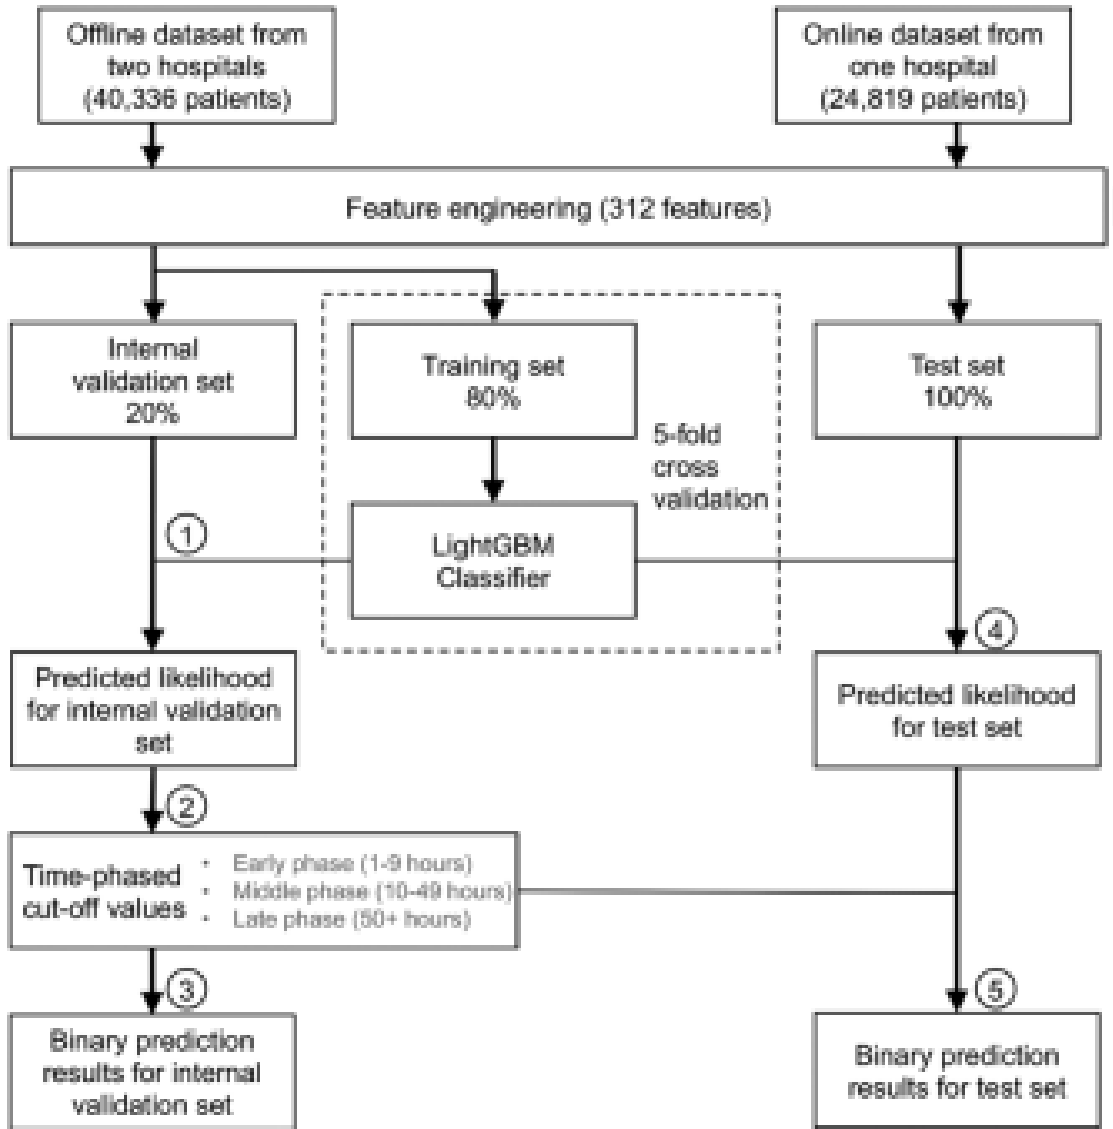 Offline dataset from
two hospitals
(40,336 patients)
Online dataset from
one hospital
(24,819 patients)
Feature engineering (312 features)
Internal
validation set
20%
Training set
80%
Test set
100%
5-fold
cross
validation
1
LightGBM
Classifier
4
Predicted likelihood
for internal validation
set
Predicted likelihood
for test set
2
Time-phased
cut-off values
• Early phase (1-9 hours)
• Middle phase (10-49 hours)
• Late phase (50+ hours)
3
5
Binary prediction
results for internal
validation set
Binary prediction
results for test set